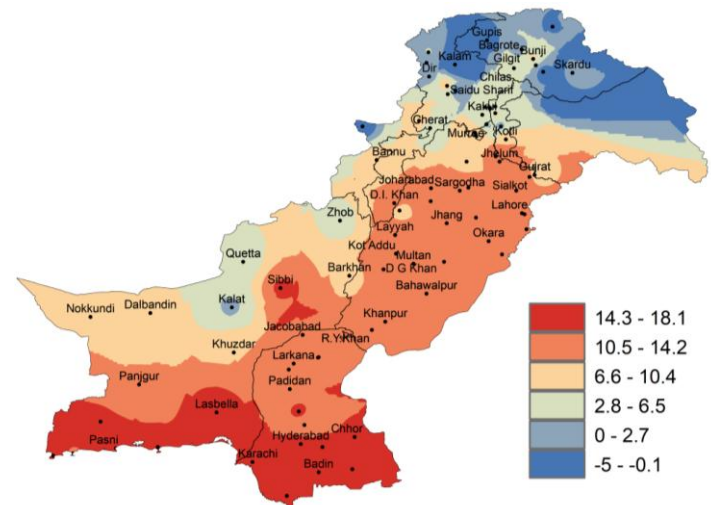 Gupis
Bagrote
Bunji
Kalam
Gilgit
Dir
Skardu
Chilas
Saidu Sharif
Cherat
Kotli
Bannu
Jhelum
Gujrat
Joharabad
Sargodha
Sialkot
D.I. Khan
Lahore
Zhob
Jhang
Layyah
Okara
Kot Addu
Quetta
Multan
Barkhan
D G Khan
Sibbi
Bahawalpur
Kalat
Nokkundi
Dalbandin
Khanpur
Jacobabad
R.Y.Khan
Khuzdar
Larkana
Panjgur
Padidan
Lasbella
Pasni
Hyderabad
Chhor
Karachi
Badin
14.3 - 18.1
10.5 - 14.2
6.6 - 10.4
2.8 - 6.5
0 - 2.7
-5 - -0.1